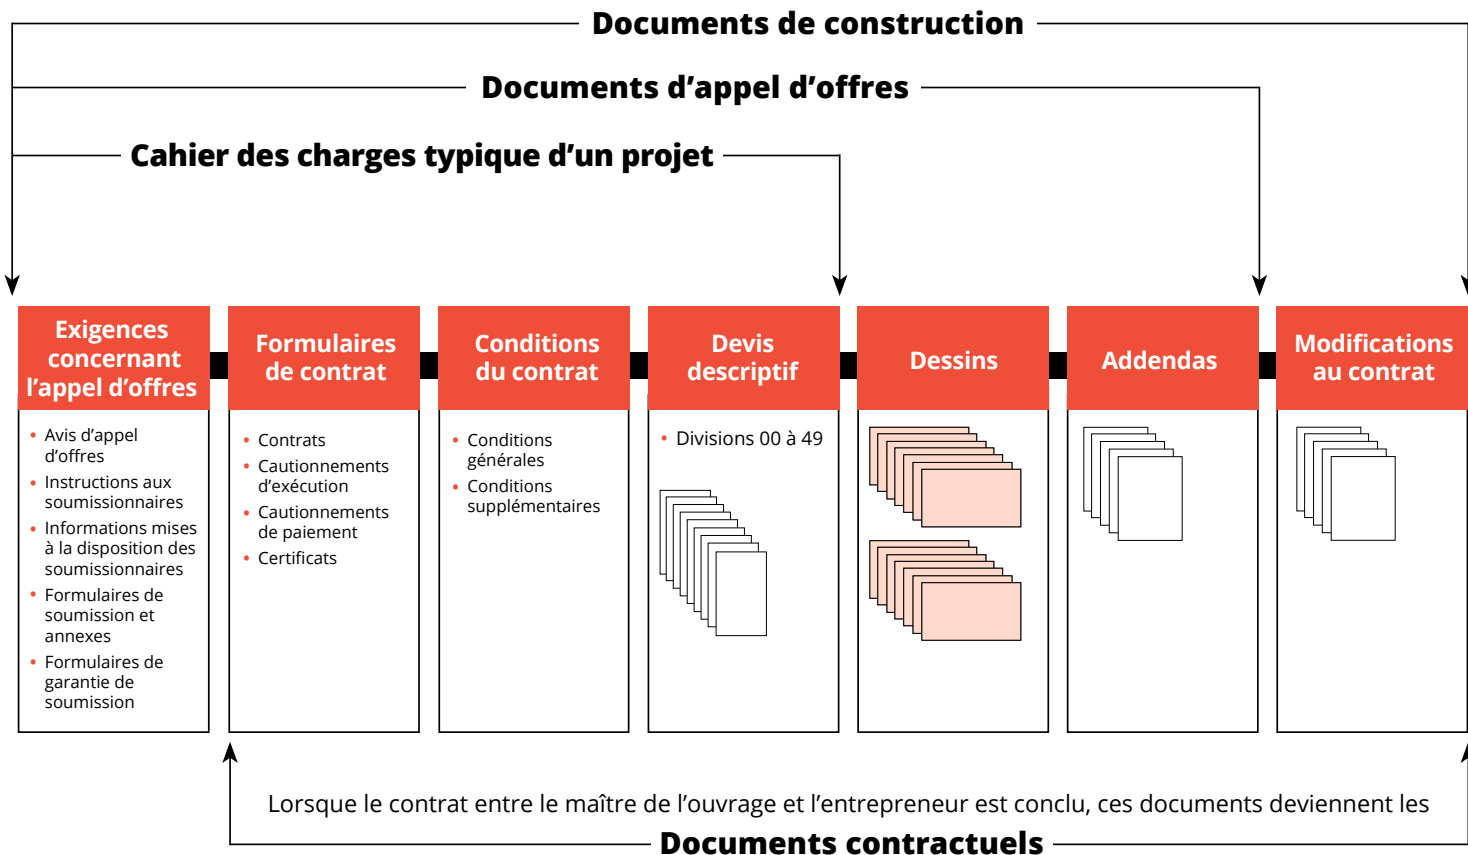 Documents de construction
Documents d’appel d’offres
Cahier des charges typique d’un projet
Exigences
concernant
l’appel d’offres
• Avis d’appel
d’offres
• Instructions aux
soumissionnaires
• Informations mises
à la disposition des
soumissionnaires
• Formulaires de
soumission et
annexes
• Formulaires de
garantie de
soumission
Formulaires
de contrat
• Contrats
• Cautionnements
d’exécution
• Cautionnements
de paiement
• Certificats
Conditions
du contrat
• Conditions
générales
• Conditions
supplémentaires
Devis
descriptif
• Divisions 00 à 49
Dessins
Addendas
Modifications
au contrat
Lorsque le contrat entre le maître de l’ouvrage et l’entrepreneur est conclu, ces documents deviennent les
Documents contractuels